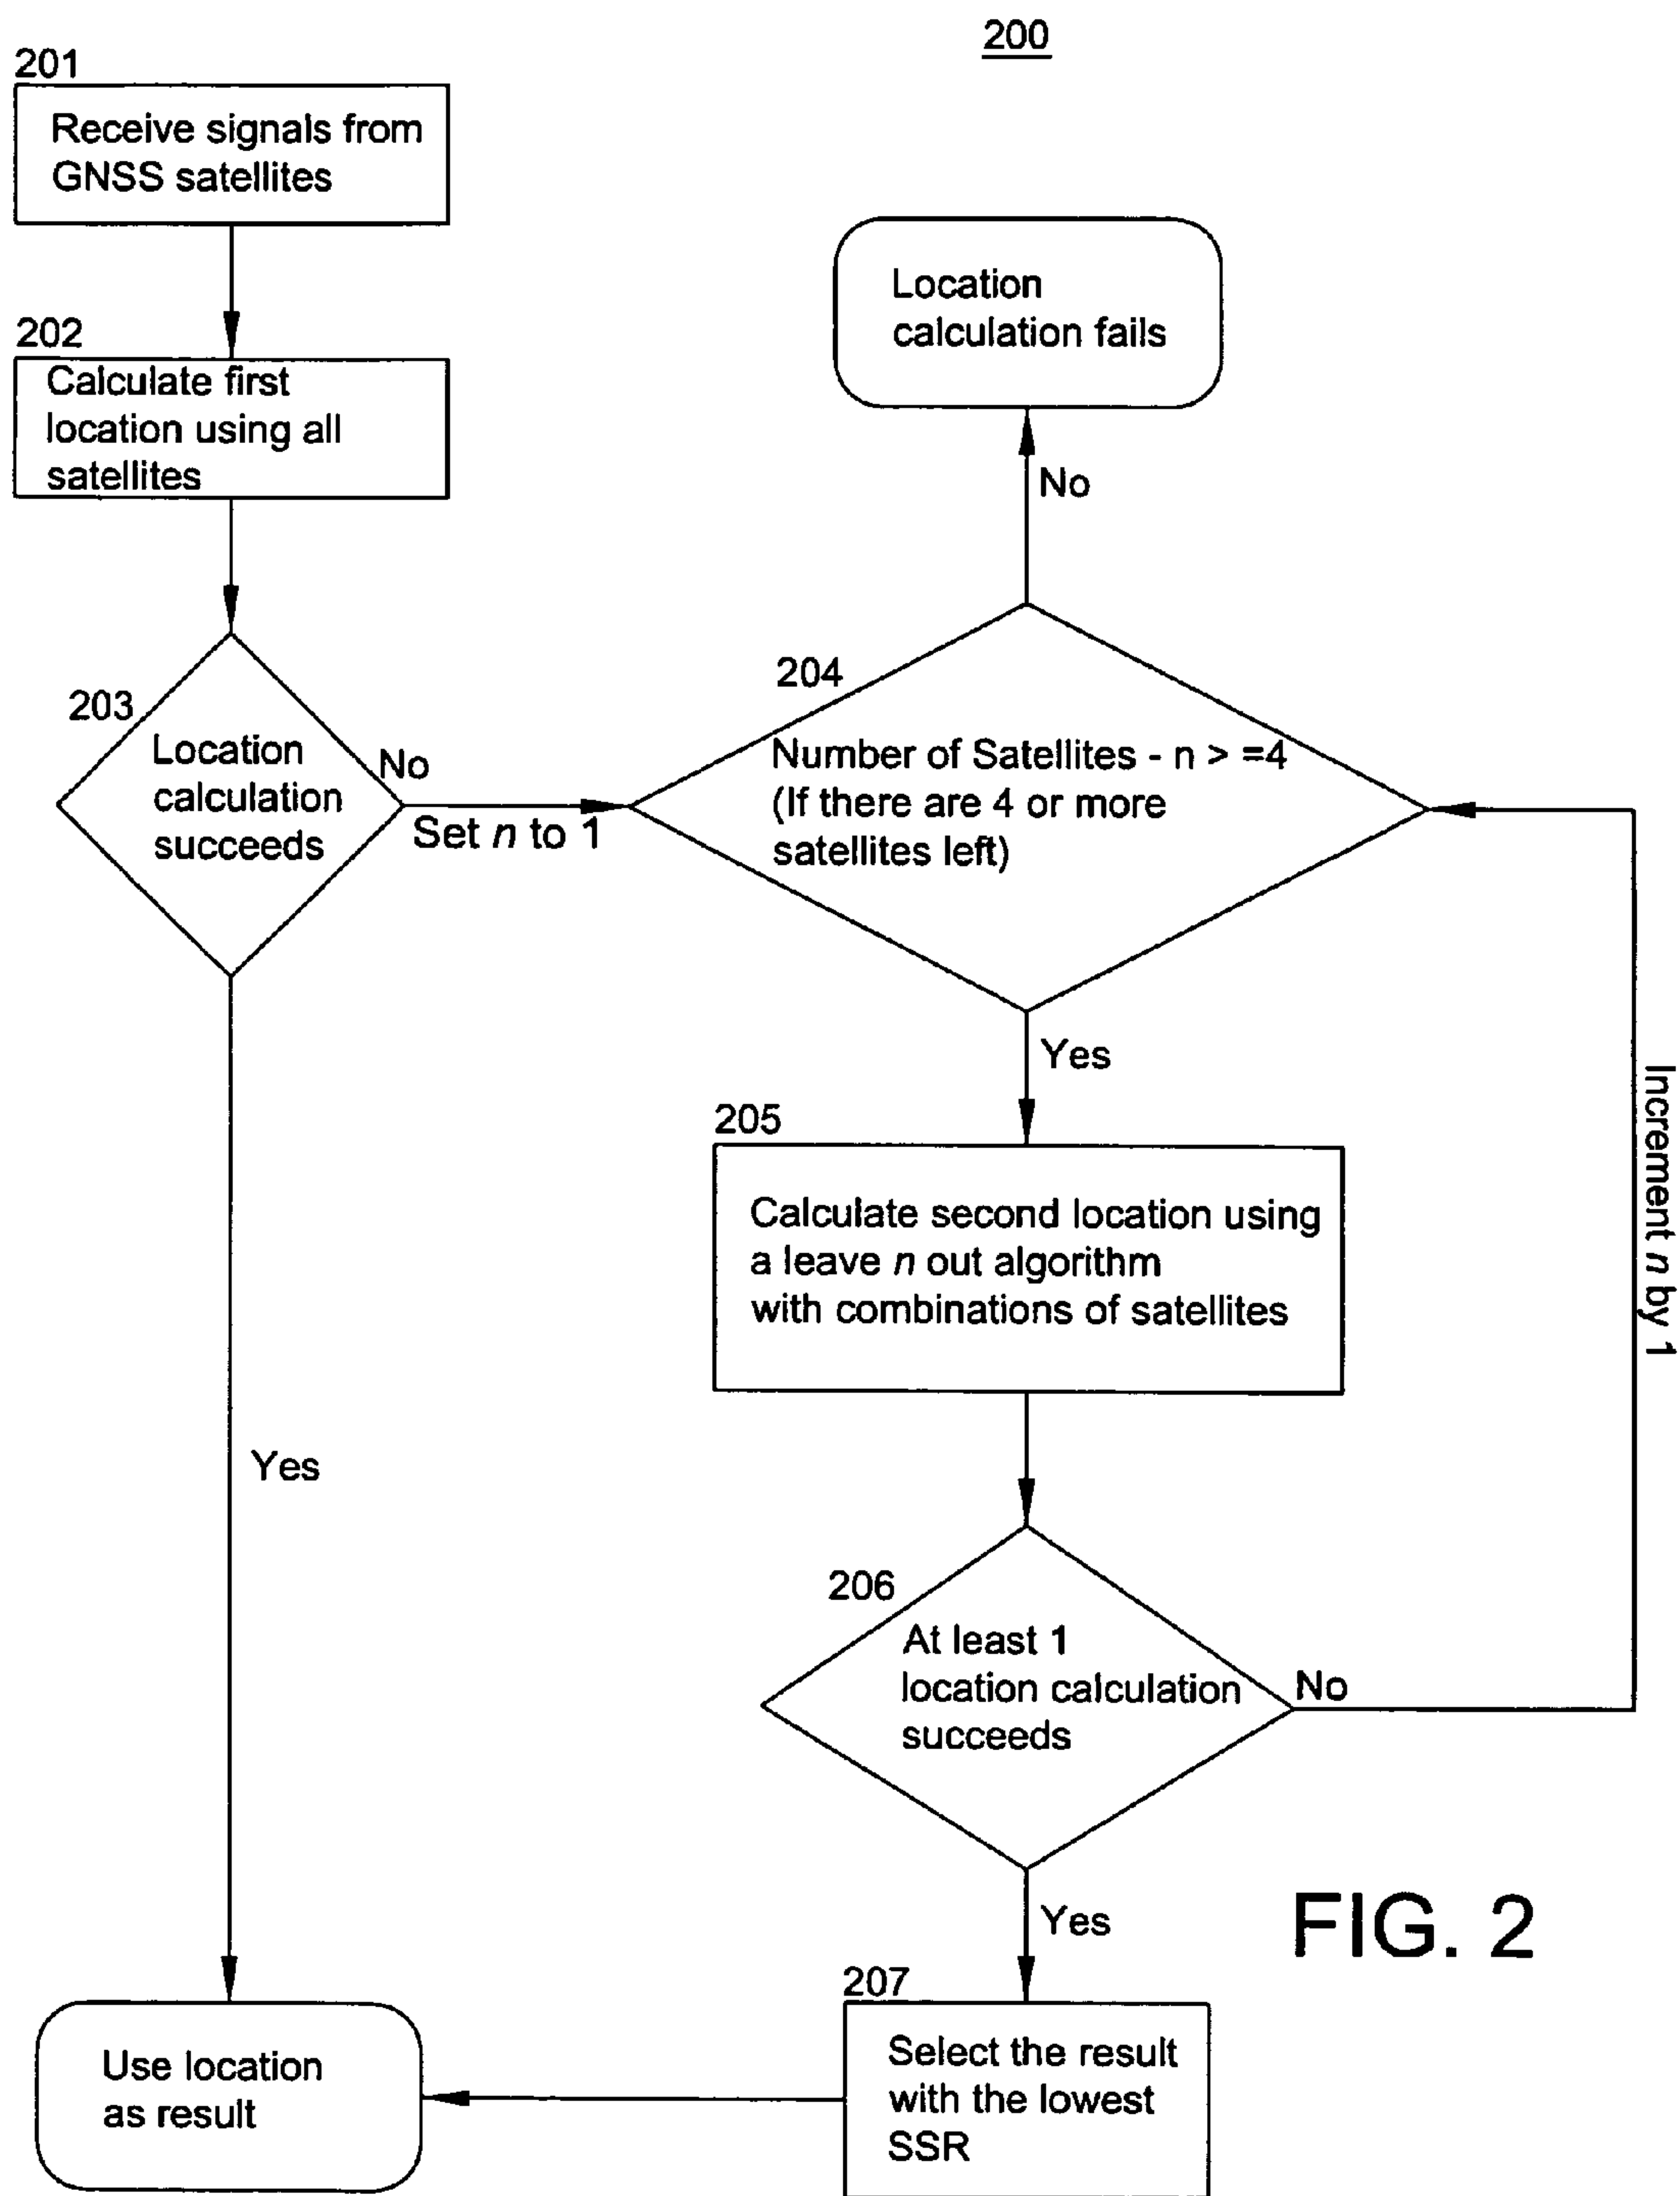 200
201
Receive signals from
GNSS satellites
202
Calculate first
location using all
satellites
203
Location
calculation
succeeds
No
Set n to 1
Yes
Location
calculation fails
No
204
Number of Satellites - n > =4
(If there are 4 or more
satellites left)
Yes
205
Calculate second location using
a leave n out algorithm
with combinations of satellites
206
At least 1
location calculation
succeeds
No
Increment n by 1
Yes
207
Select the result
with the lowest
SSR
Use location
as result
FIG. 2